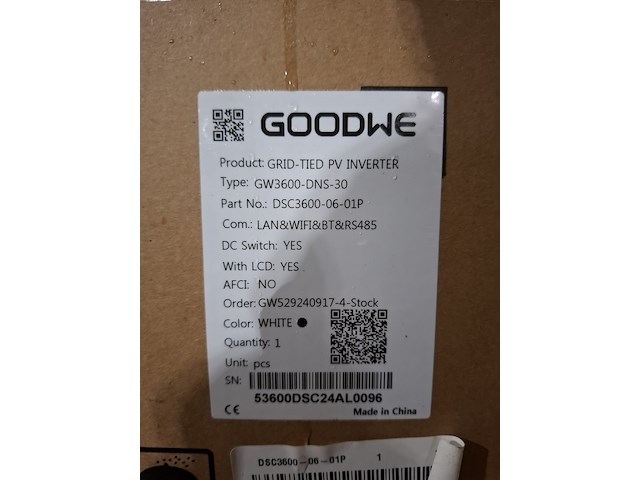 GOODWE
Product: GRID-TIED PV INVERTER
Type: GW3600-DNS-30
Part No.: DSC3600-06-01P
Com.: LAN&WIFI&BT&RS485
DC Switch: YES
With LCD: YES
AFCI: NO
Order: GW529240917-4-Stock
Color: WHITE ●
Quantity: 1
Unit: pcs
SN:
53600DSC24AL0096
CE Made in China
DSC3600-06-01P 1